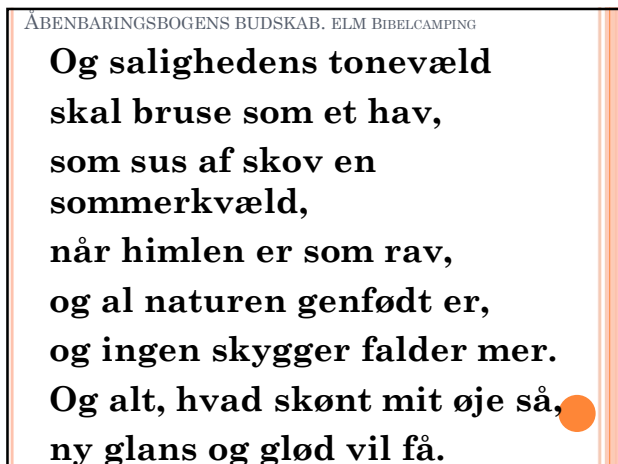 ÅBENBARINGSBOGENS BUDSKAB. ELM BIBELCAMPING
Og salighedens tonevæld
skal bruse som et hav,
som sus af skov en
sommerkvæld,
når himlen er som rav,
og al naturen genfødt er,
og ingen skygger falder mer.
Og alt, hvad skønt mit øje så,
ny glans og glød vil få.